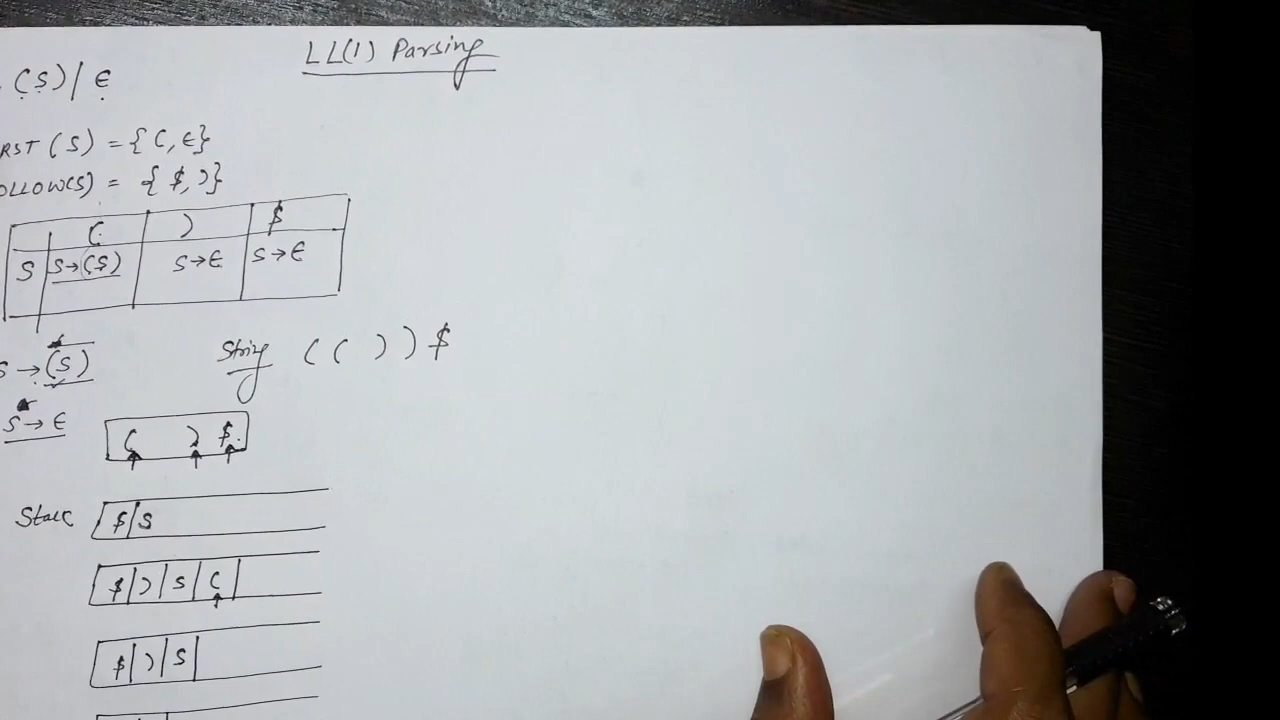 LL(1) Parsing
(S) | ϵ
RST (S) = { (, ϵ}
OLLOW(S) = { $, )}
( ) $
S S→(S) S→ϵ S→ϵ
S→(S)
String ( ( ) ) $
S→ϵ
( ) $
Stack $ S
$ ) S (
$ ) S